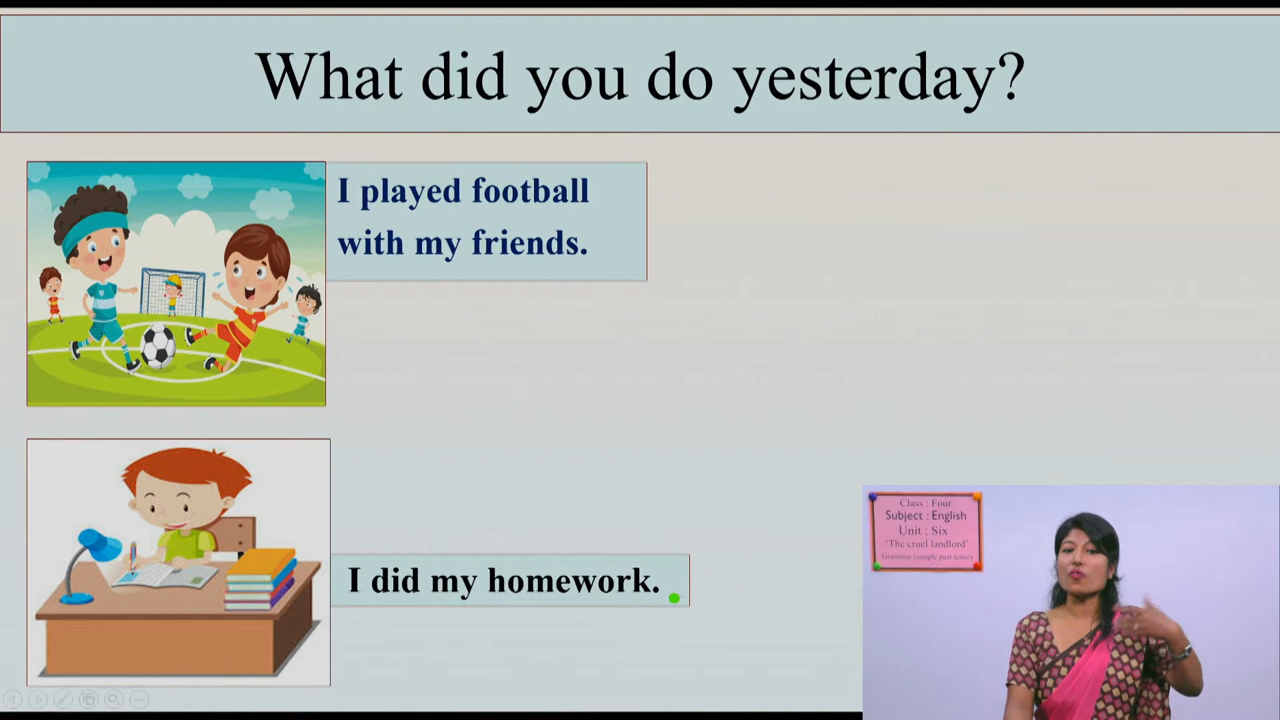 What did you do yesterday?
I played football
with my friends.
I did my homework.
Class : Four
Subject : English
Unit : Six
'The cruel landlord'
Grammar (simple past tense)